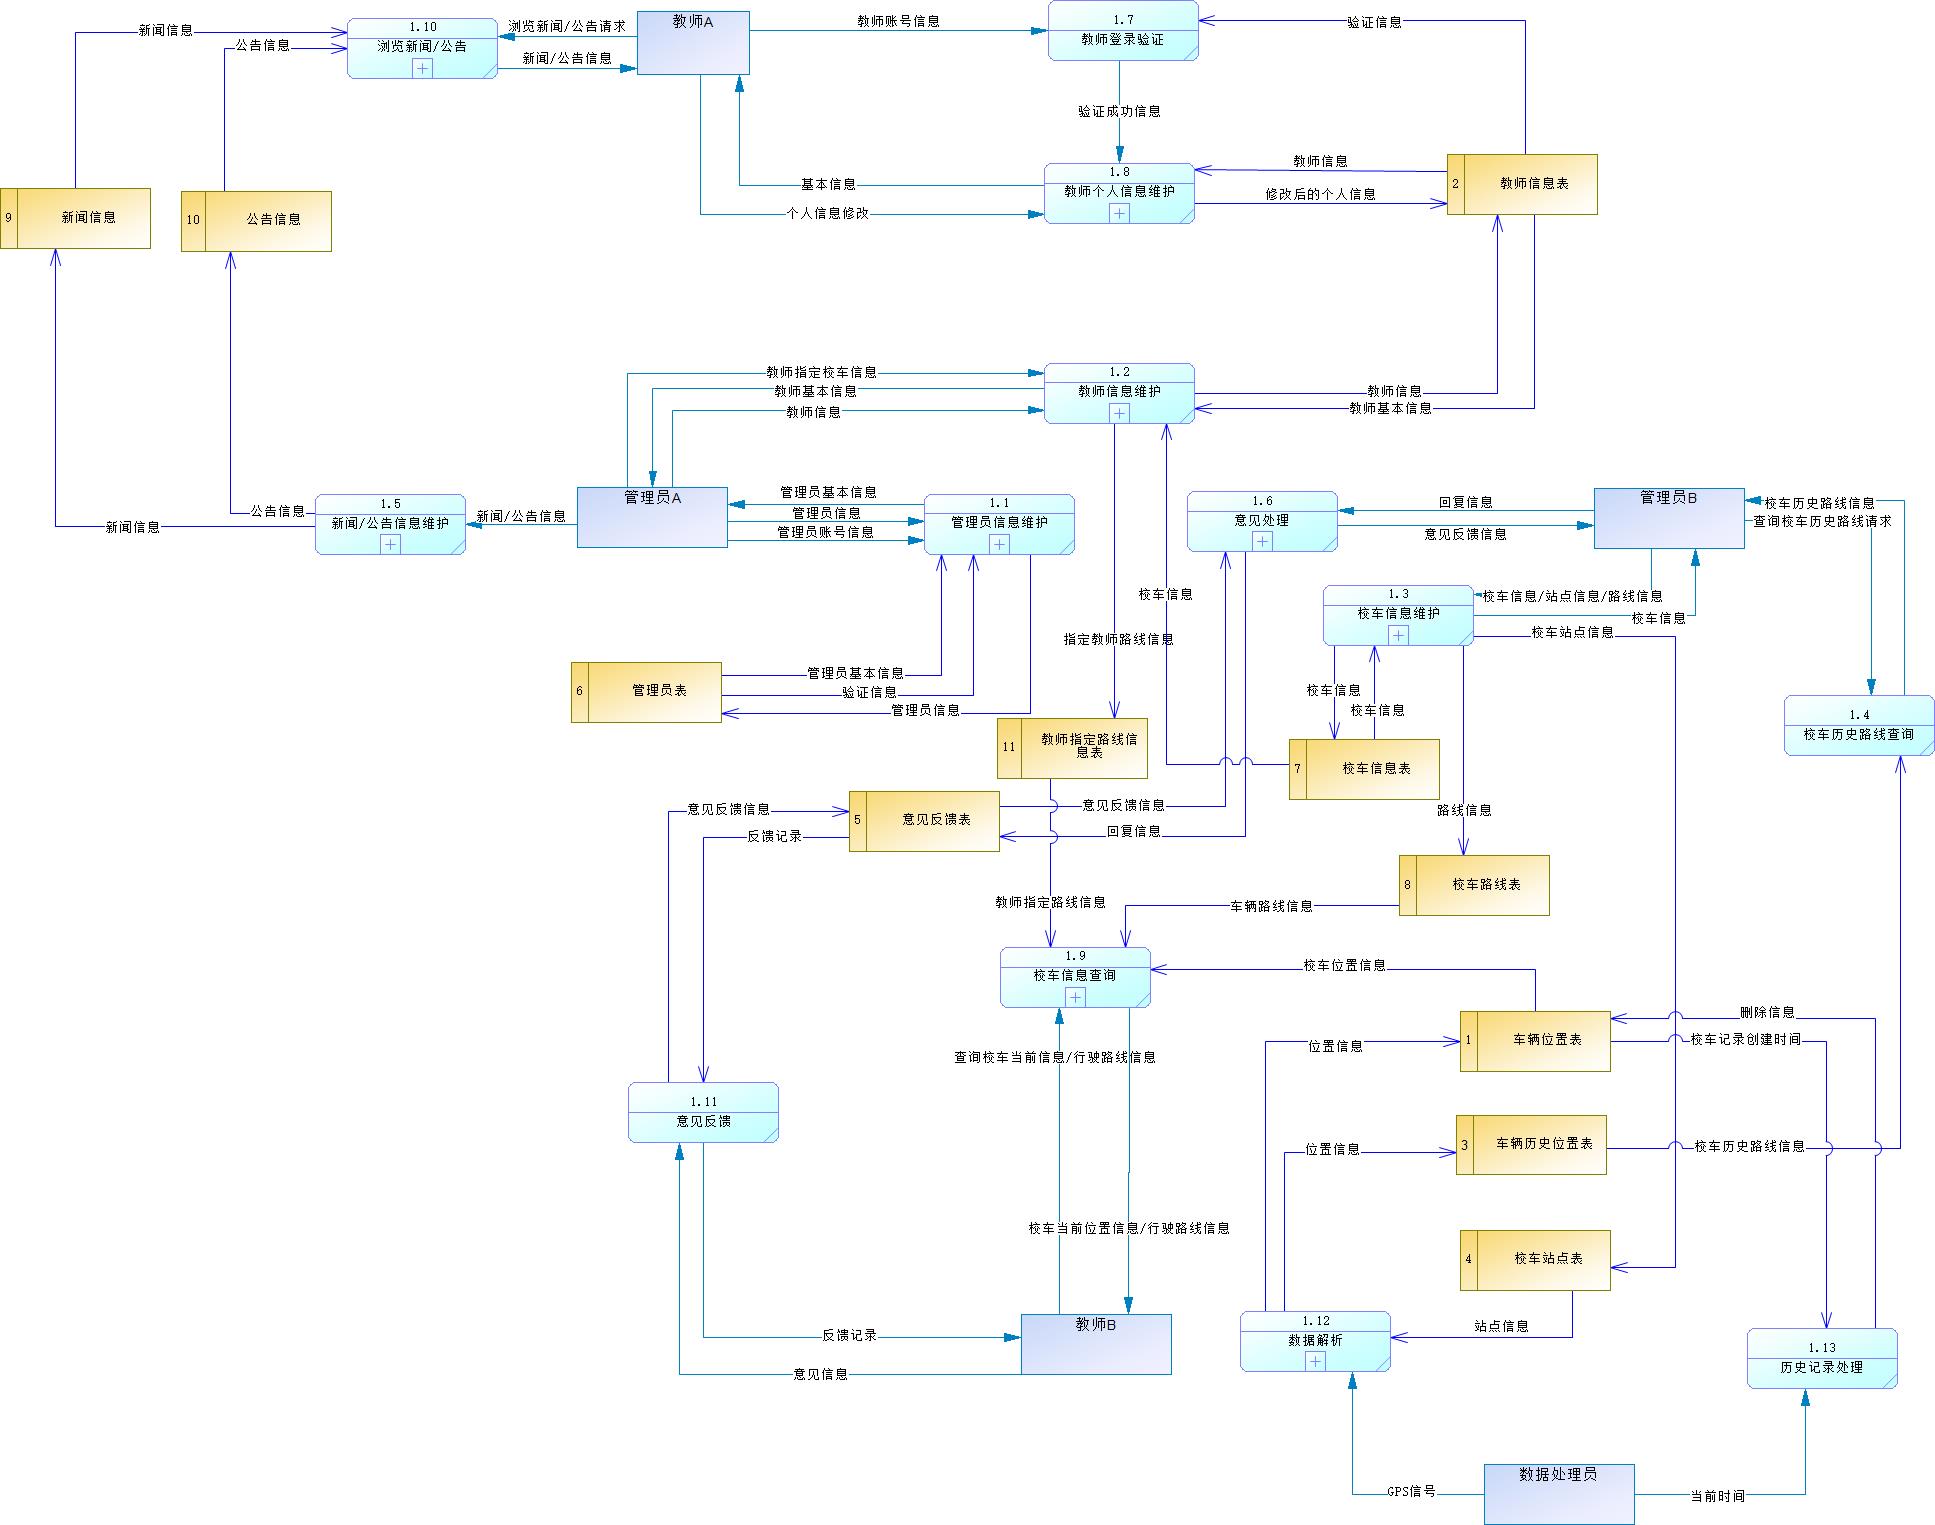 新闻信息
公告信息
1.10
浏览新闻/公告
浏览新闻/公告请求
新闻/公告信息
教师A
教师账号信息
1.7
教师登录验证
验证信息
验证成功信息
基本信息
个人信息修改
1.8
教师个人信息维护
教师信息
修改后的个人信息
2
教师信息表
9
新闻信息
10
公告信息
教师指定校车信息
教师基本信息
教师信息
1.2
教师信息维护
教师信息
教师基本信息
新闻信息
公告信息
1.5
新闻/公告信息维护
新闻/公告信息
管理员A
管理员基本信息
管理员信息
管理员账号信息
1.1
管理员信息维护
1.6
意见处理
回复信息
意见反馈信息
管理员B
校车历史路线信息
查询校车历史路线请求
校车信息
指定教师路线信息
1.3
校车信息维护
校车信息/站点信息/路线信息
校车信息
校车站点信息
6
管理员表
管理员基本信息
验证信息
管理员信息
校车信息
校车信息
1.4
校车历史路线查询
11
教师指定路线信
息表
7
校车信息表
意见反馈信息
反馈记录
5
意见反馈表
意见反馈信息
回复信息
路线信息
8
校车路线表
教师指定路线信息
车辆路线信息
1.9
校车信息查询
校车位置信息
查询校车当前信息/行驶路线信息
位置信息
1
车辆位置表
删除信息
校车记录创建时间
1.11
意见反馈
位置信息
3
车辆历史位置表
校车历史路线信息
校车当前位置信息/行驶路线信息
4
校车站点表
反馈记录
意见信息
教师B
1.12
数据解析
站点信息
1.13
历史记录处理
GPS信号
数据处理员
当前时间